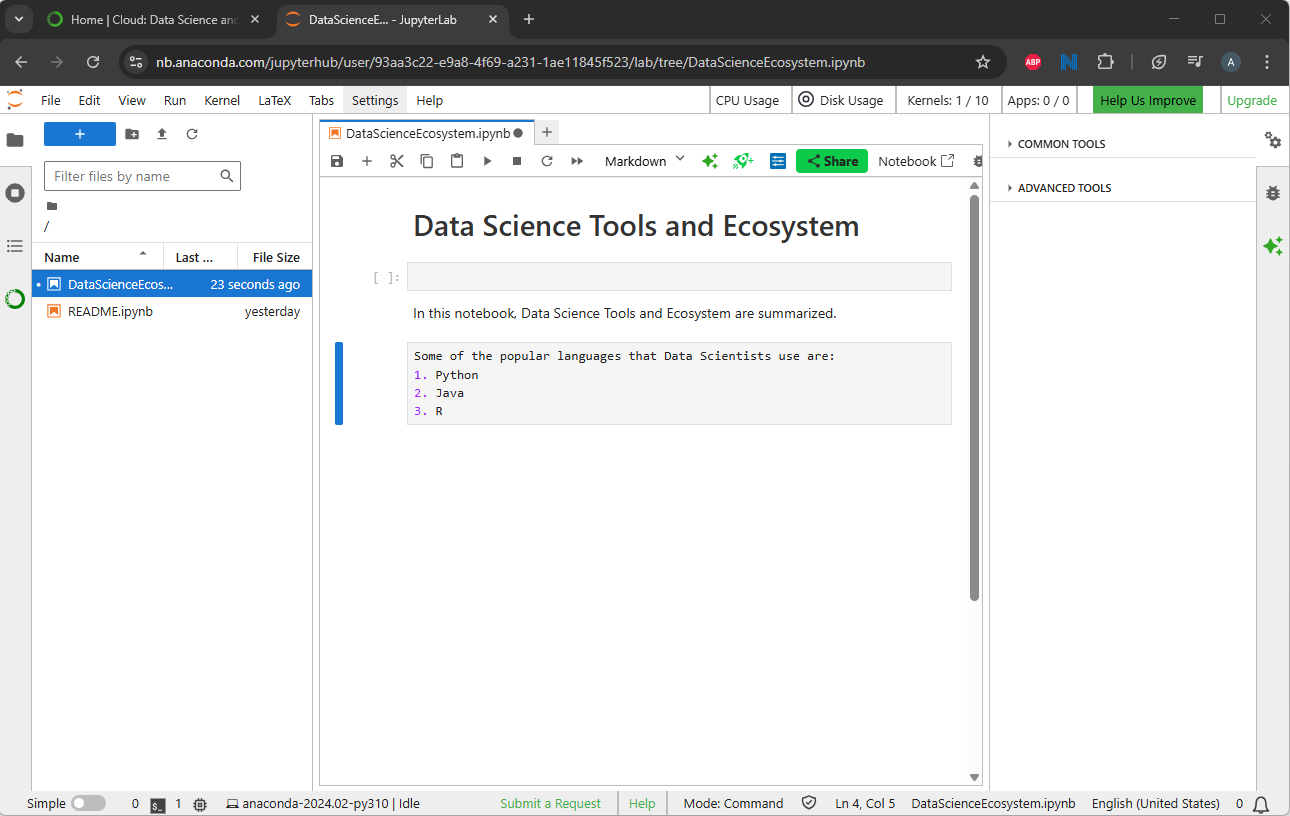 Home | Cloud: Data Science and
DataScienceE... - JupyterLab
nb.anaconda.com/jupyterhub/user/93aa3c22-e9a8-4f69-a231-1ae11845f523/lab/tree/DataScienceEcosystem.ipynb
ABP
N
A
File Edit View Run Kernel LaTeX Tabs Settings Help
CPU Usage
Disk Usage
Kernels: 1 / 10
Apps: 0 / 0
Help Us Improve
Upgrade
Filter files by name
/
Name Last ... File Size
DataScienceEcos... 23 seconds ago
README.ipynb yesterday
DataScienceEcosystem.ipynb
Markdown
Share
Notebook
Data Science Tools and Ecosystem
[ ]:
In this notebook, Data Science Tools and Ecosystem are summarized.
Some of the popular languages that Data Scientists use are:
1. Python
2. Java
3. R
COMMON TOOLS
ADVANCED TOOLS
Simple 0 $_ 1 anaconda-2024.02-py310 | Idle Submit a Request Help Mode: Command Ln 4, Col 5 DataScienceEcosystem.ipynb English (United States) 0